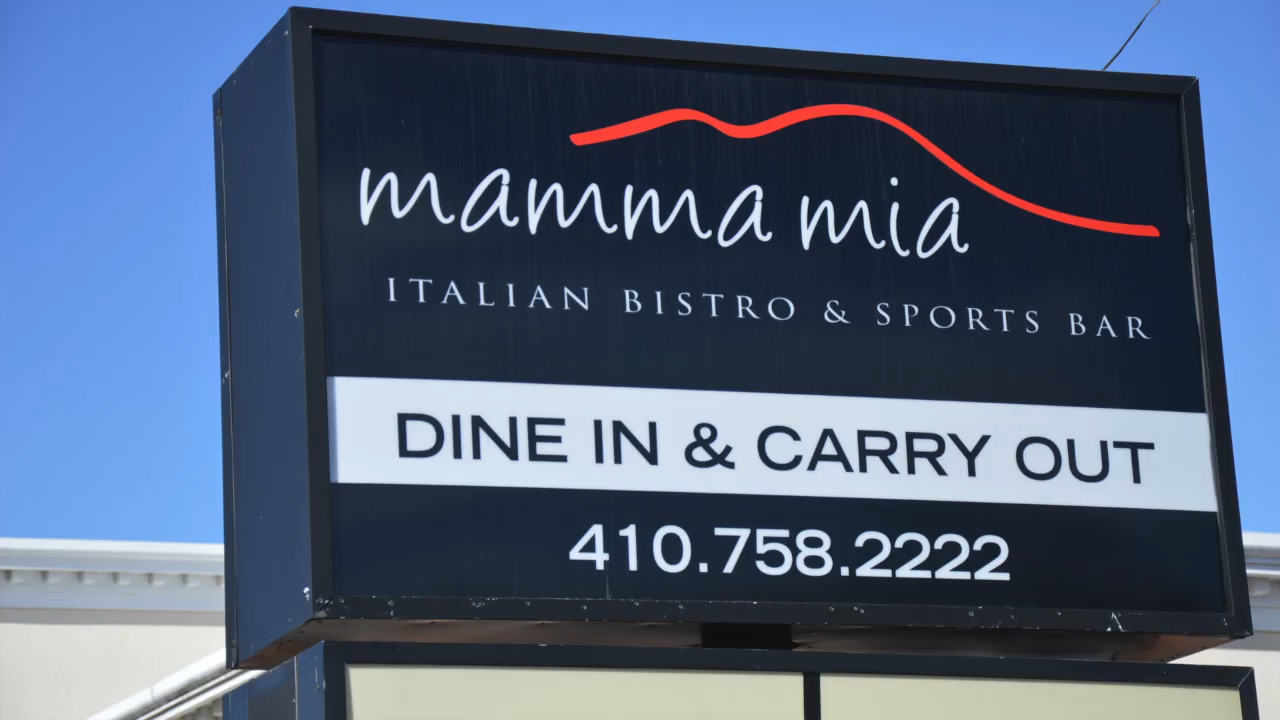 mamma mia
ITALIAN BISTRO & SPORTS BAR
DINE IN & CARRY OUT
410.758.2222